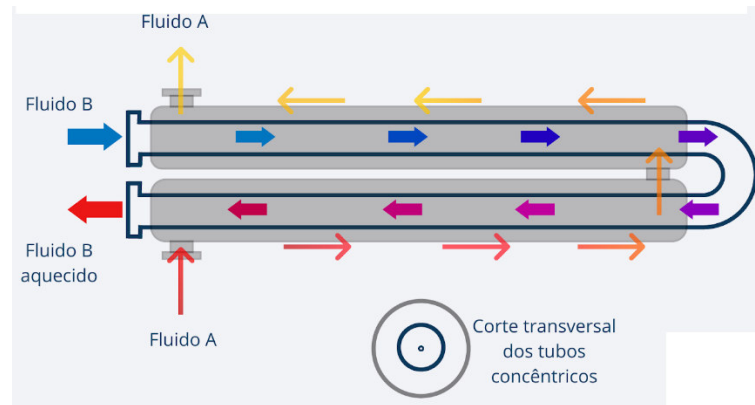 Fluido A
Fluido B
Fluido B
aquecido
Fluido A
Corte transversal
dos tubos
concêntricos